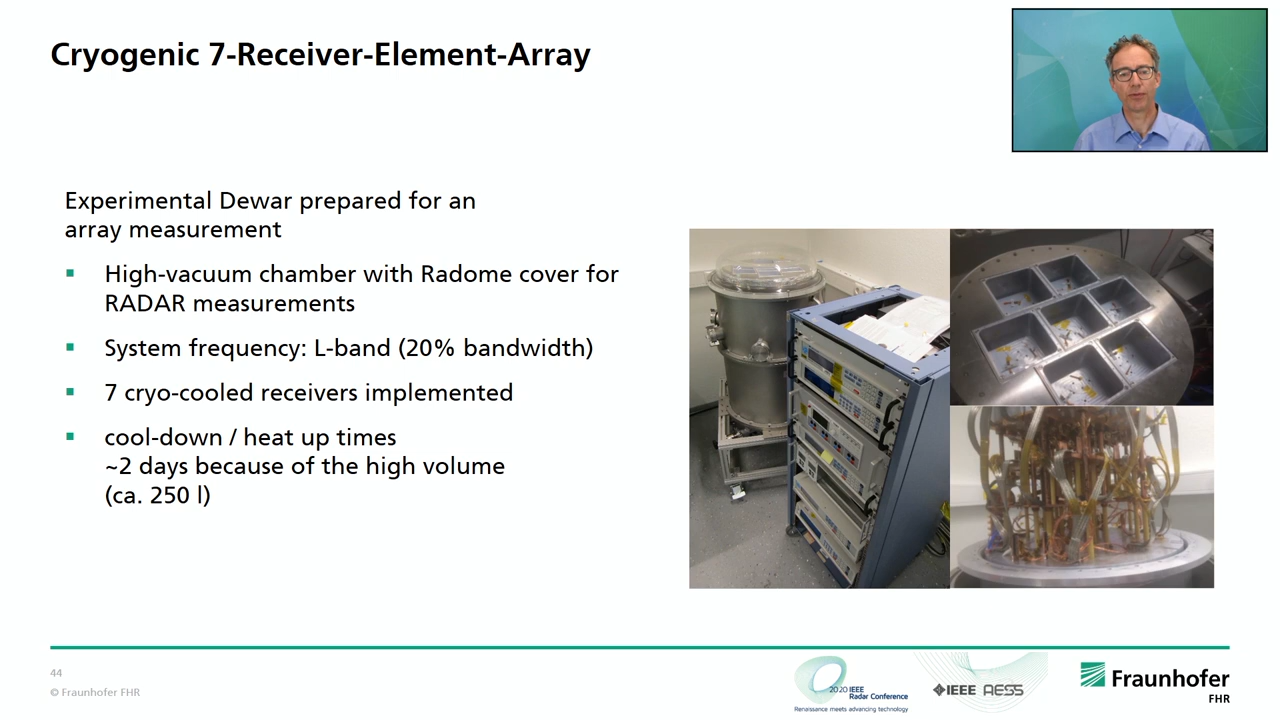 Cryogenic 7-Receiver-Element-Array
Experimental Dewar prepared for an
array measurement
High-vacuum chamber with Radome cover for
RADAR measurements
System frequency: L-band (20% bandwidth)
7 cryo-cooled receivers implemented
cool-down / heat up times
~2 days because of the high volume
(ca. 250 l)
44
© Fraunhofer FHR
2020 IEEE
Radar Conference
Renaissance meets advancing technology
IEEE AESS
Fraunhofer
FHR